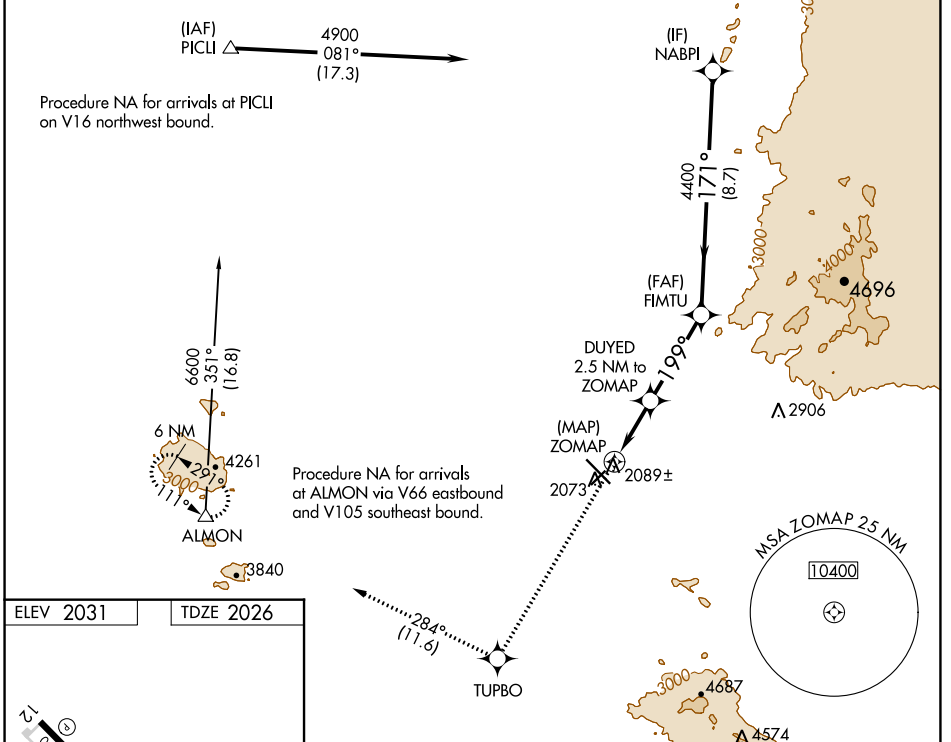 (IAF)
PICLI
4900
081°
(17.3)
(IF)
NABPI
Procedure NA for arrivals at PICLI
on V16 northwest bound.
4400
171°
(8.7)
3000
4000
4696
(FAF)
FIMTU
6600
351°
(16.8)
DUYED
2.5 NM to
ZOMAP
199°
2906
(MAP)
ZOMAP
6 NM
4261
291°
3000
111°
ALMON
Procedure NA for arrivals
at ALMON via V66 eastbound
and V105 southeast bound.
2073
2089±
MSA ZOMAP 25 NM
10400
3840
284°
(11.6)
TUPBO
ELEV 2031
TDZE 2026
3000
4687
4574
12
P